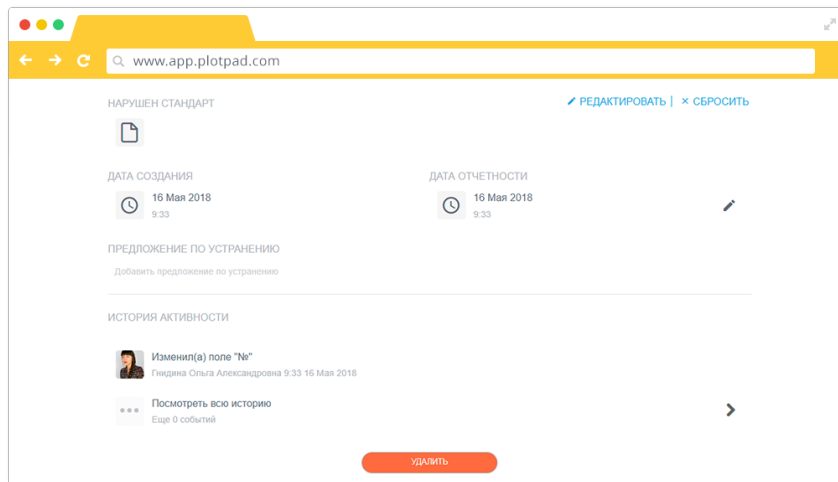 www.app.plotpad.com
НАРУШЕН СТАНДАРТ
РЕДАКТИРОВАТЬ | × СБРОСИТЬ
ДАТА СОЗДАНИЯ
ДАТА ОТЧЕТНОСТИ
16 Мая 2018
16 Мая 2018
9:33
9:33
ПРЕДЛОЖЕНИЕ ПО УСТРАНЕНИЮ
Добавить предложение по устранению
ИСТОРИЯ АКТИВНОСТИ
Изменил(а) поле "№"
Гнидина Ольга Александровна 9:33 16 Мая 2018
Посмотреть всю историю
Еще 0 событий
УДАЛИТЬ